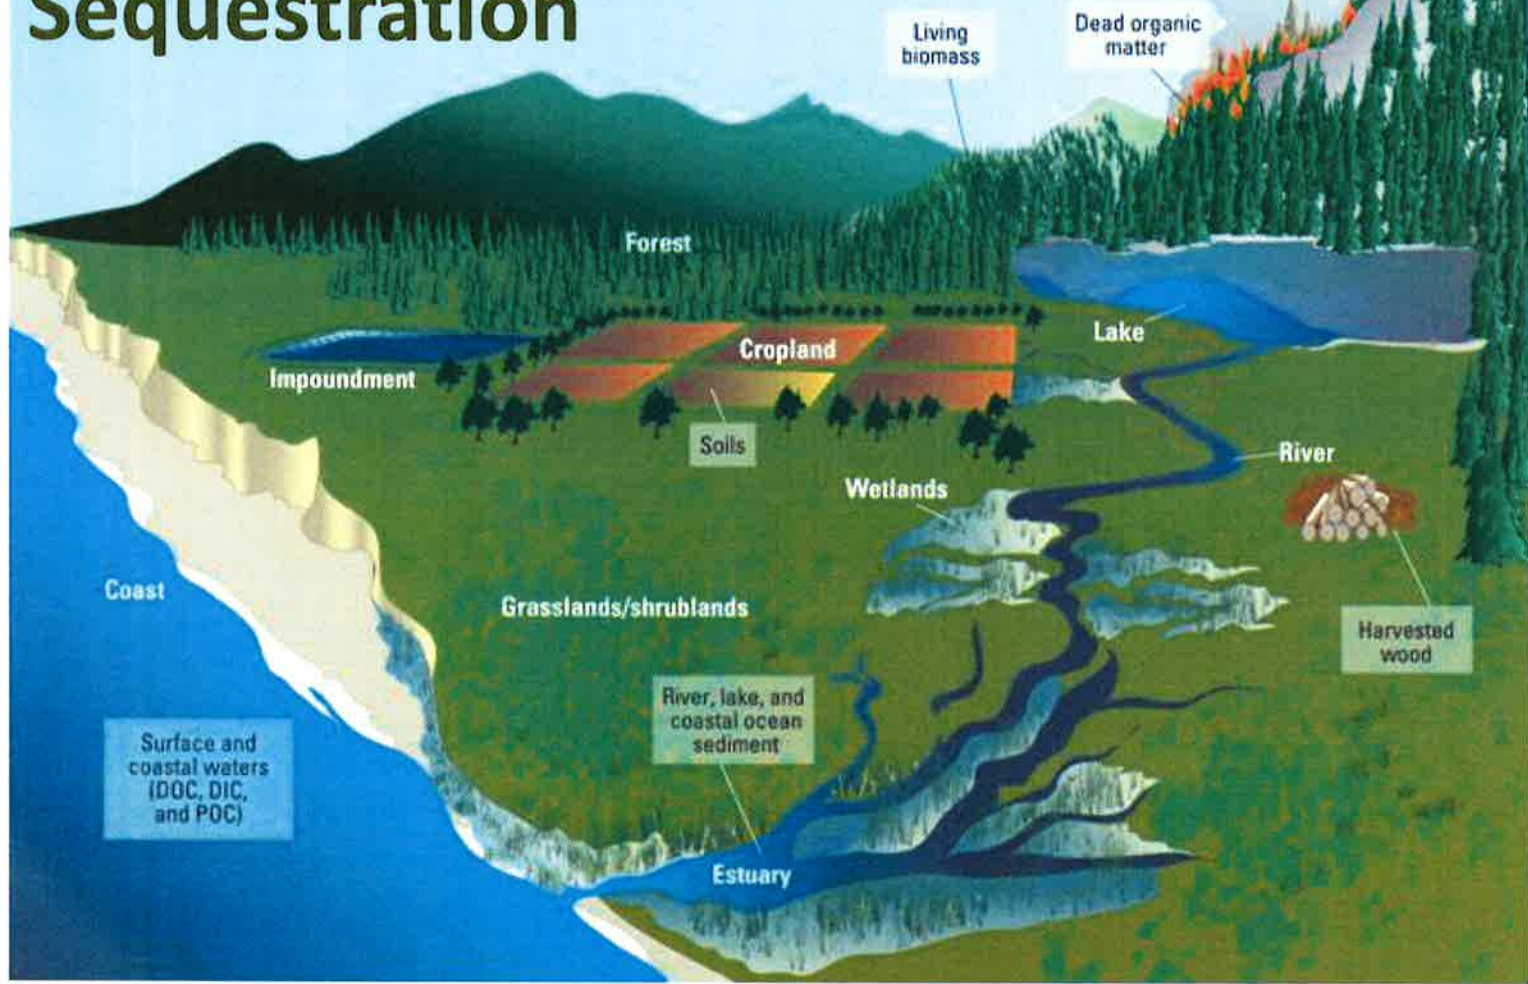 Sequestration
Living
biomass
Dead organic
matter
Forest
Lake
Cropland
Impoundment
Soils
River
Wetlands
Coast
Grasslands/shrublands
Harvested
wood
River, lake, and
coastal ocean
sediment
Surface and
coastal waters
(DOC, DIC,
and POC)
Estuary